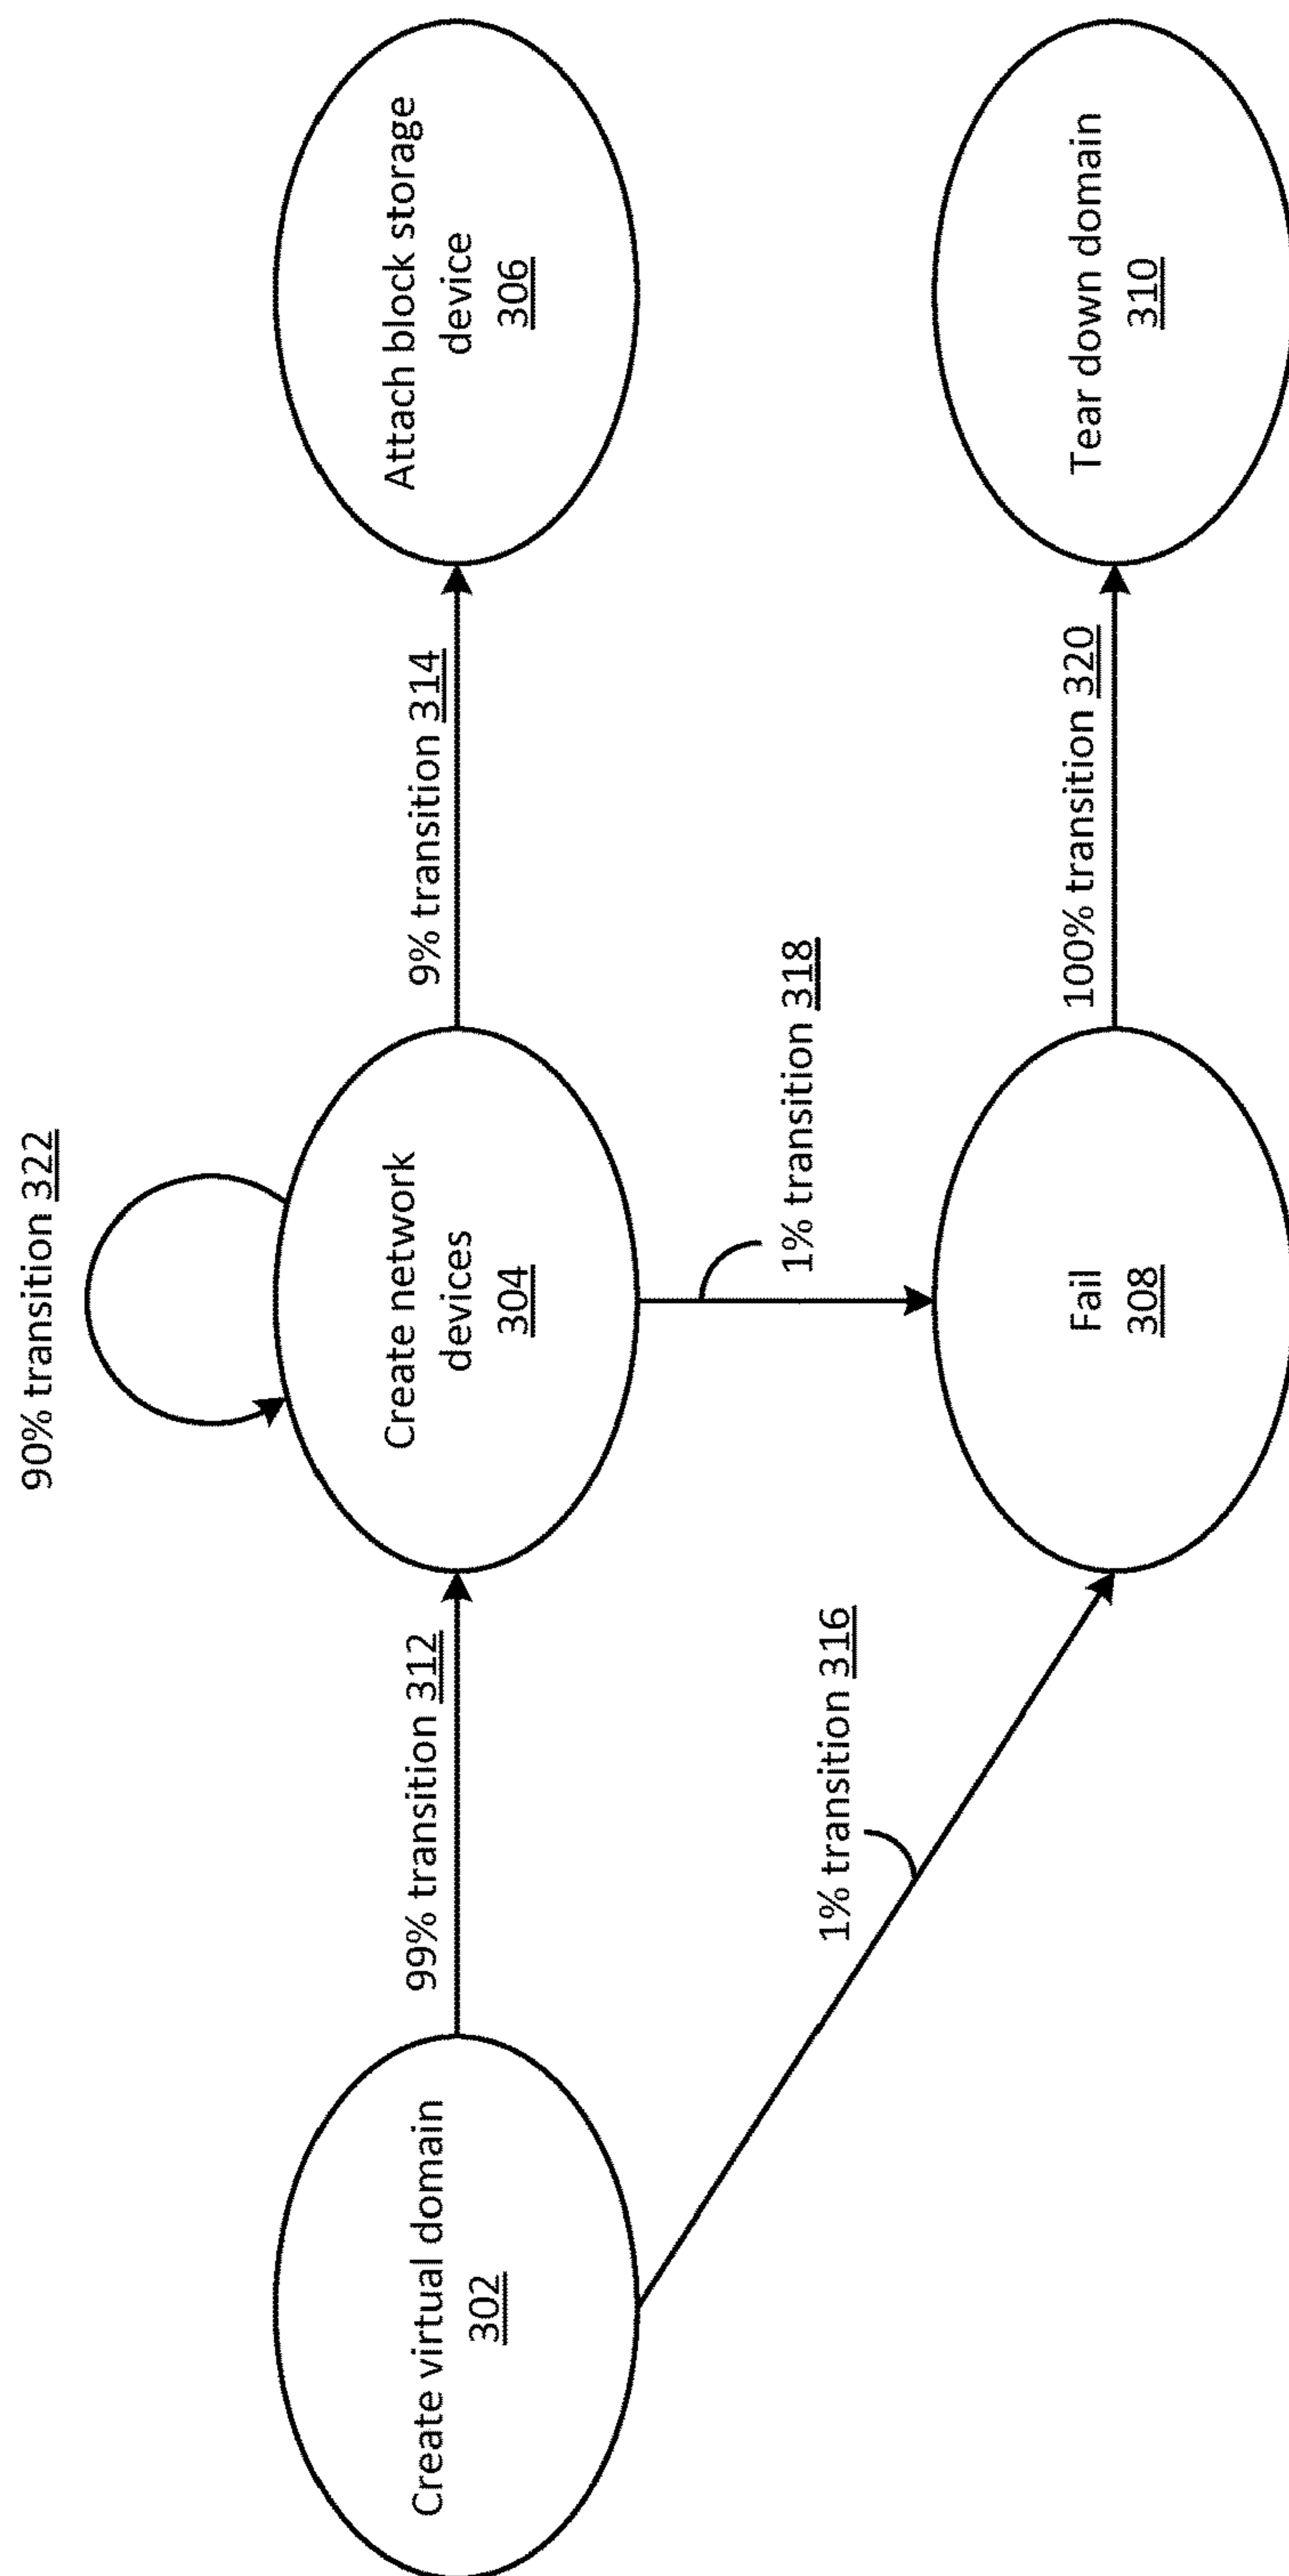 90% transition 322
Create virtual domain
302
99% transition 312
Create network
devices
304
9% transition 314
Attach block storage
device
306
1% transition 316
1% transition 318
Fail
308
100% transition 320
Tear down domain
310